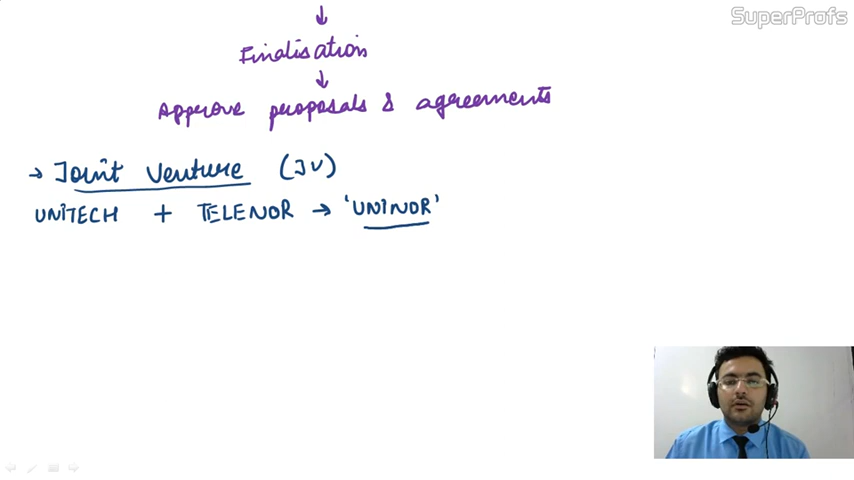 SuperProfs
↓
Finalisation
↓
Approve proposals & agreements
→ Joint Venture (JV)
UNITECH + TELENOR → 'UNINOR'